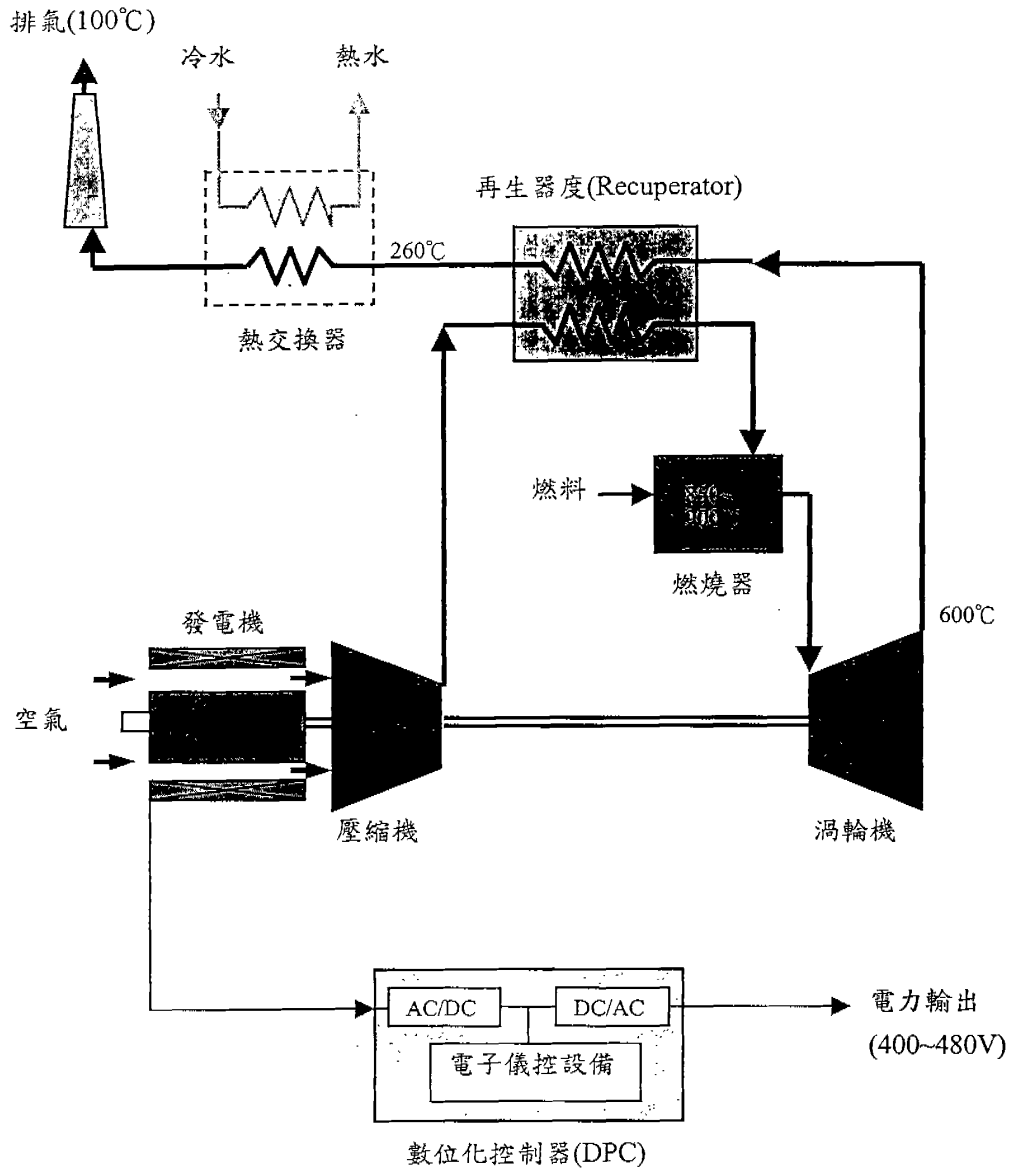 排氣(100℃)
冷水
熱水
再生器度(Recuperator)
260℃
熱交換器
燃料
燃燒器
600℃
發電機
空氣
壓縮機
渦輪機
AC/DC
DC/AC
電子儀控設備
電力輸出
(400~480V)
數位化控制器(DPC)